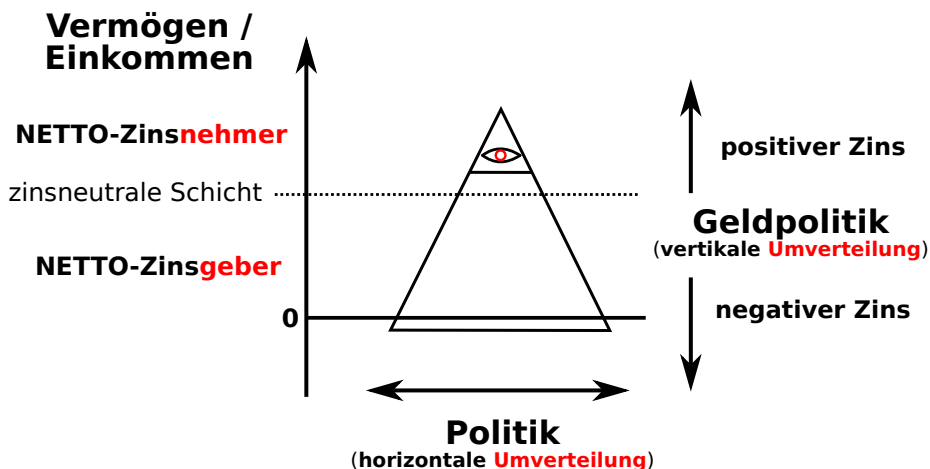 Vermögen /
Einkommen
NETTO-Zinsnehmer
zinsneutrale Schicht
NETTO-Zinsgeber
0
positiver Zins
Geldpolitik
(vertikale Umverteilung)
negativer Zins
Politik
(horizontale Umverteilung)